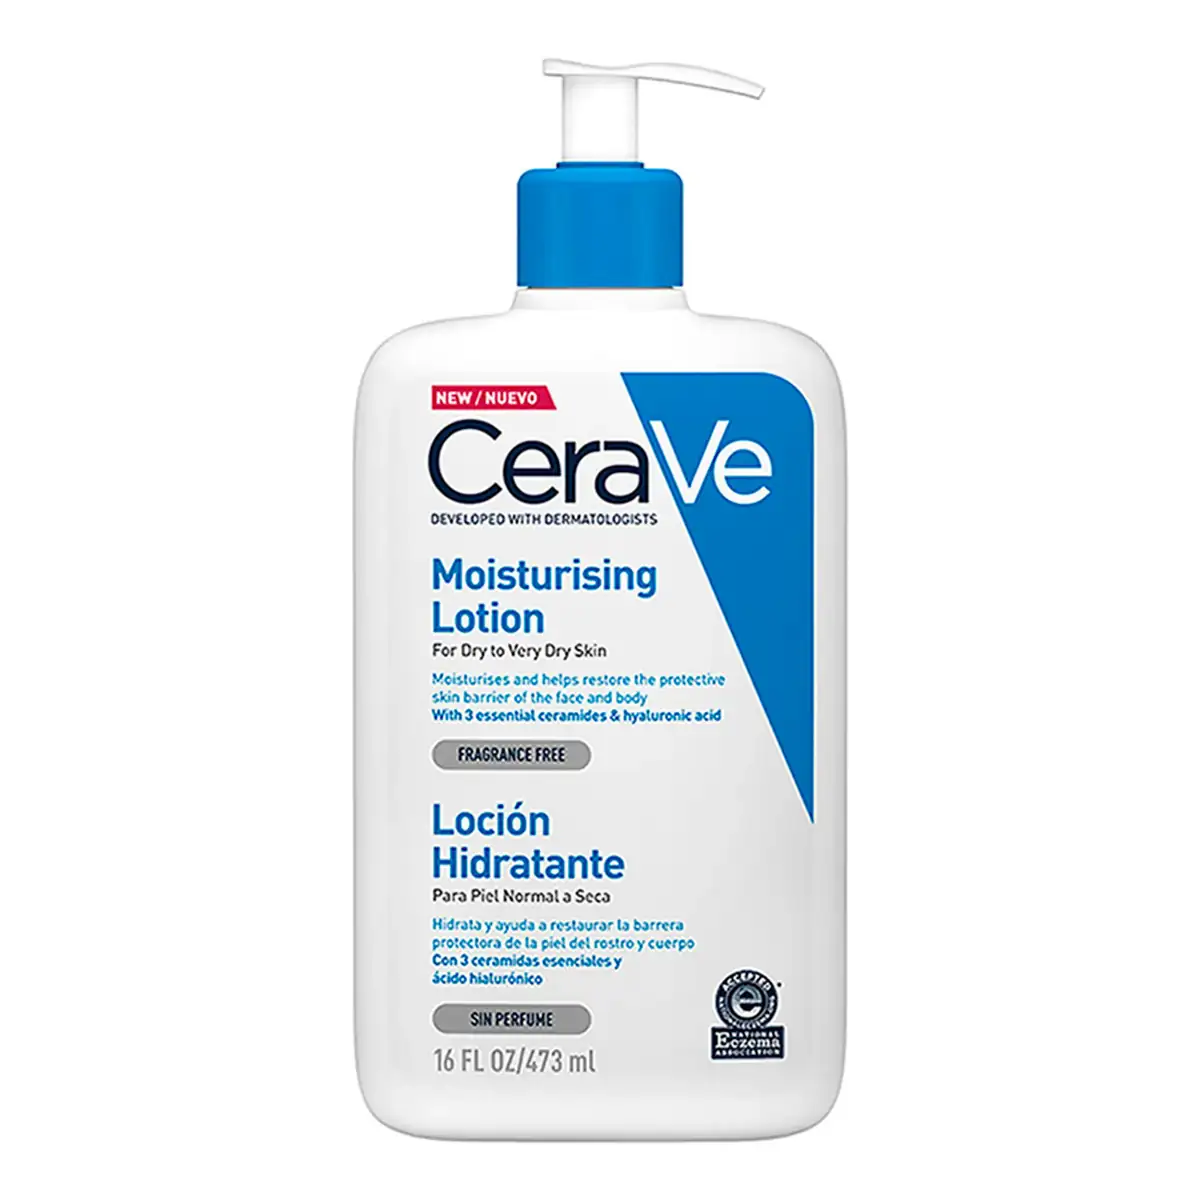 NEW / NUEVO
CeraVe
DEVELOPED WITH DERMATOLOGISTS
Moisturising
Lotion
For Dry to Very Dry Skin
Moisturises and helps restore the protective
skin barrier of the face and body
With 3 essential ceramides & hyaluronic acid
FRAGRANCE FREE
Loción
Hidratante
Para Piel Normal a Seca
Hidrata y ayuda a restaurar la barrera
protectora de la piel del rostro y cuerpo
Con 3 ceramidas esenciales y
ácido hialurónico
SIN PERFUME
16 FL OZ/473 ml
ACCEPTED
e
NATIONAL
Eczema
ASSOCIATION